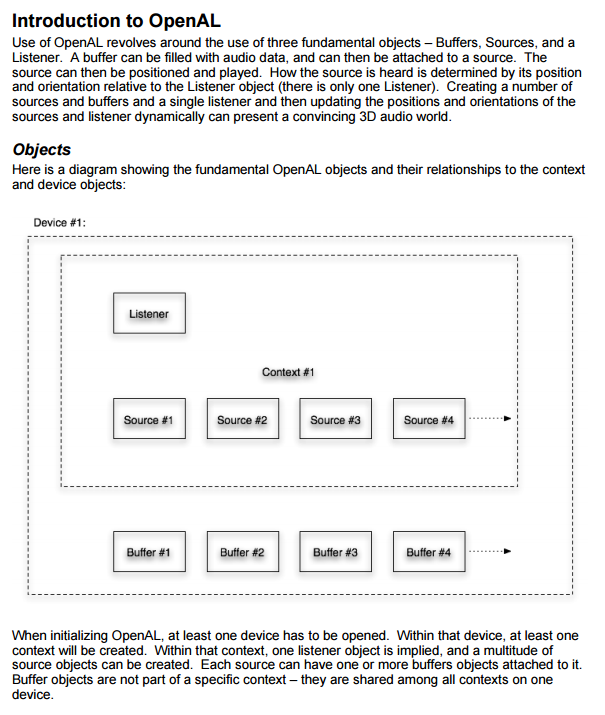 Introduction to OpenAL
Use of OpenAL revolves around the use of three fundamental objects – Buffers, Sources, and a
Listener.  A buffer can be filled with audio data, and can then be attached to a source.  The
source can then be positioned and played.  How the source is heard is determined by its position
and orientation relative to the Listener object (there is only one Listener).  Creating a number of
sources and buffers and a single listener and then updating the positions and orientations of the
sources and listener dynamically can present a convincing 3D audio world.
Objects
Here is a diagram showing the fundamental OpenAL objects and their relationships to the context
and device objects:
Device #1:
Listener
Context #1
Source #1
Source #2
Source #3
Source #4
Buffer #1
Buffer #2
Buffer #3
Buffer #4
When initializing OpenAL, at least one device has to be opened.  Within that device, at least one
context will be created.  Within that context, one listener object is implied, and a multitude of
source objects can be created.  Each source can have one or more buffers objects attached to it.
Buffer objects are not part of a specific context – they are shared among all contexts on one
device.